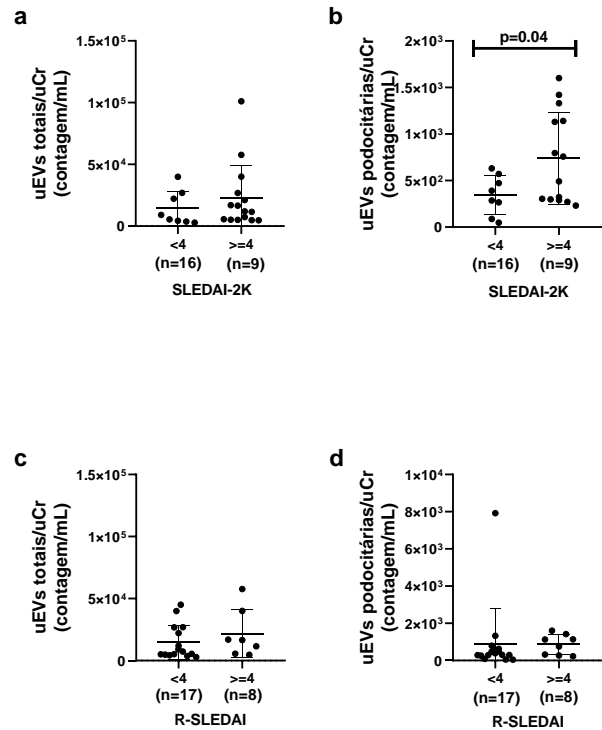 a
uEVs totais/uCr
(contagem/mL)
1.5×10⁵
1×10⁵
5×10⁴
0
<4
(n=16)
>=4
(n=9)
SLEDAI-2K
b
uEVs podocitárias/uCr
(contagem/mL)
2×10³
1×10³
1×10³
5×10²
0
p=0.04
<4
(n=16)
>=4
(n=9)
SLEDAI-2K
c
uEVs totais/uCr
(contagem/mL)
1.5×10⁵
1×10⁵
5×10⁴
0
<4
(n=17)
>=4
(n=8)
R-SLEDAI
d
uEVs podocitárias/uCr
(contagem/mL)
1×10⁴
8×10³
6×10³
4×10³
2×10³
0
<4
(n=17)
>=4
(n=8)
R-SLEDAI